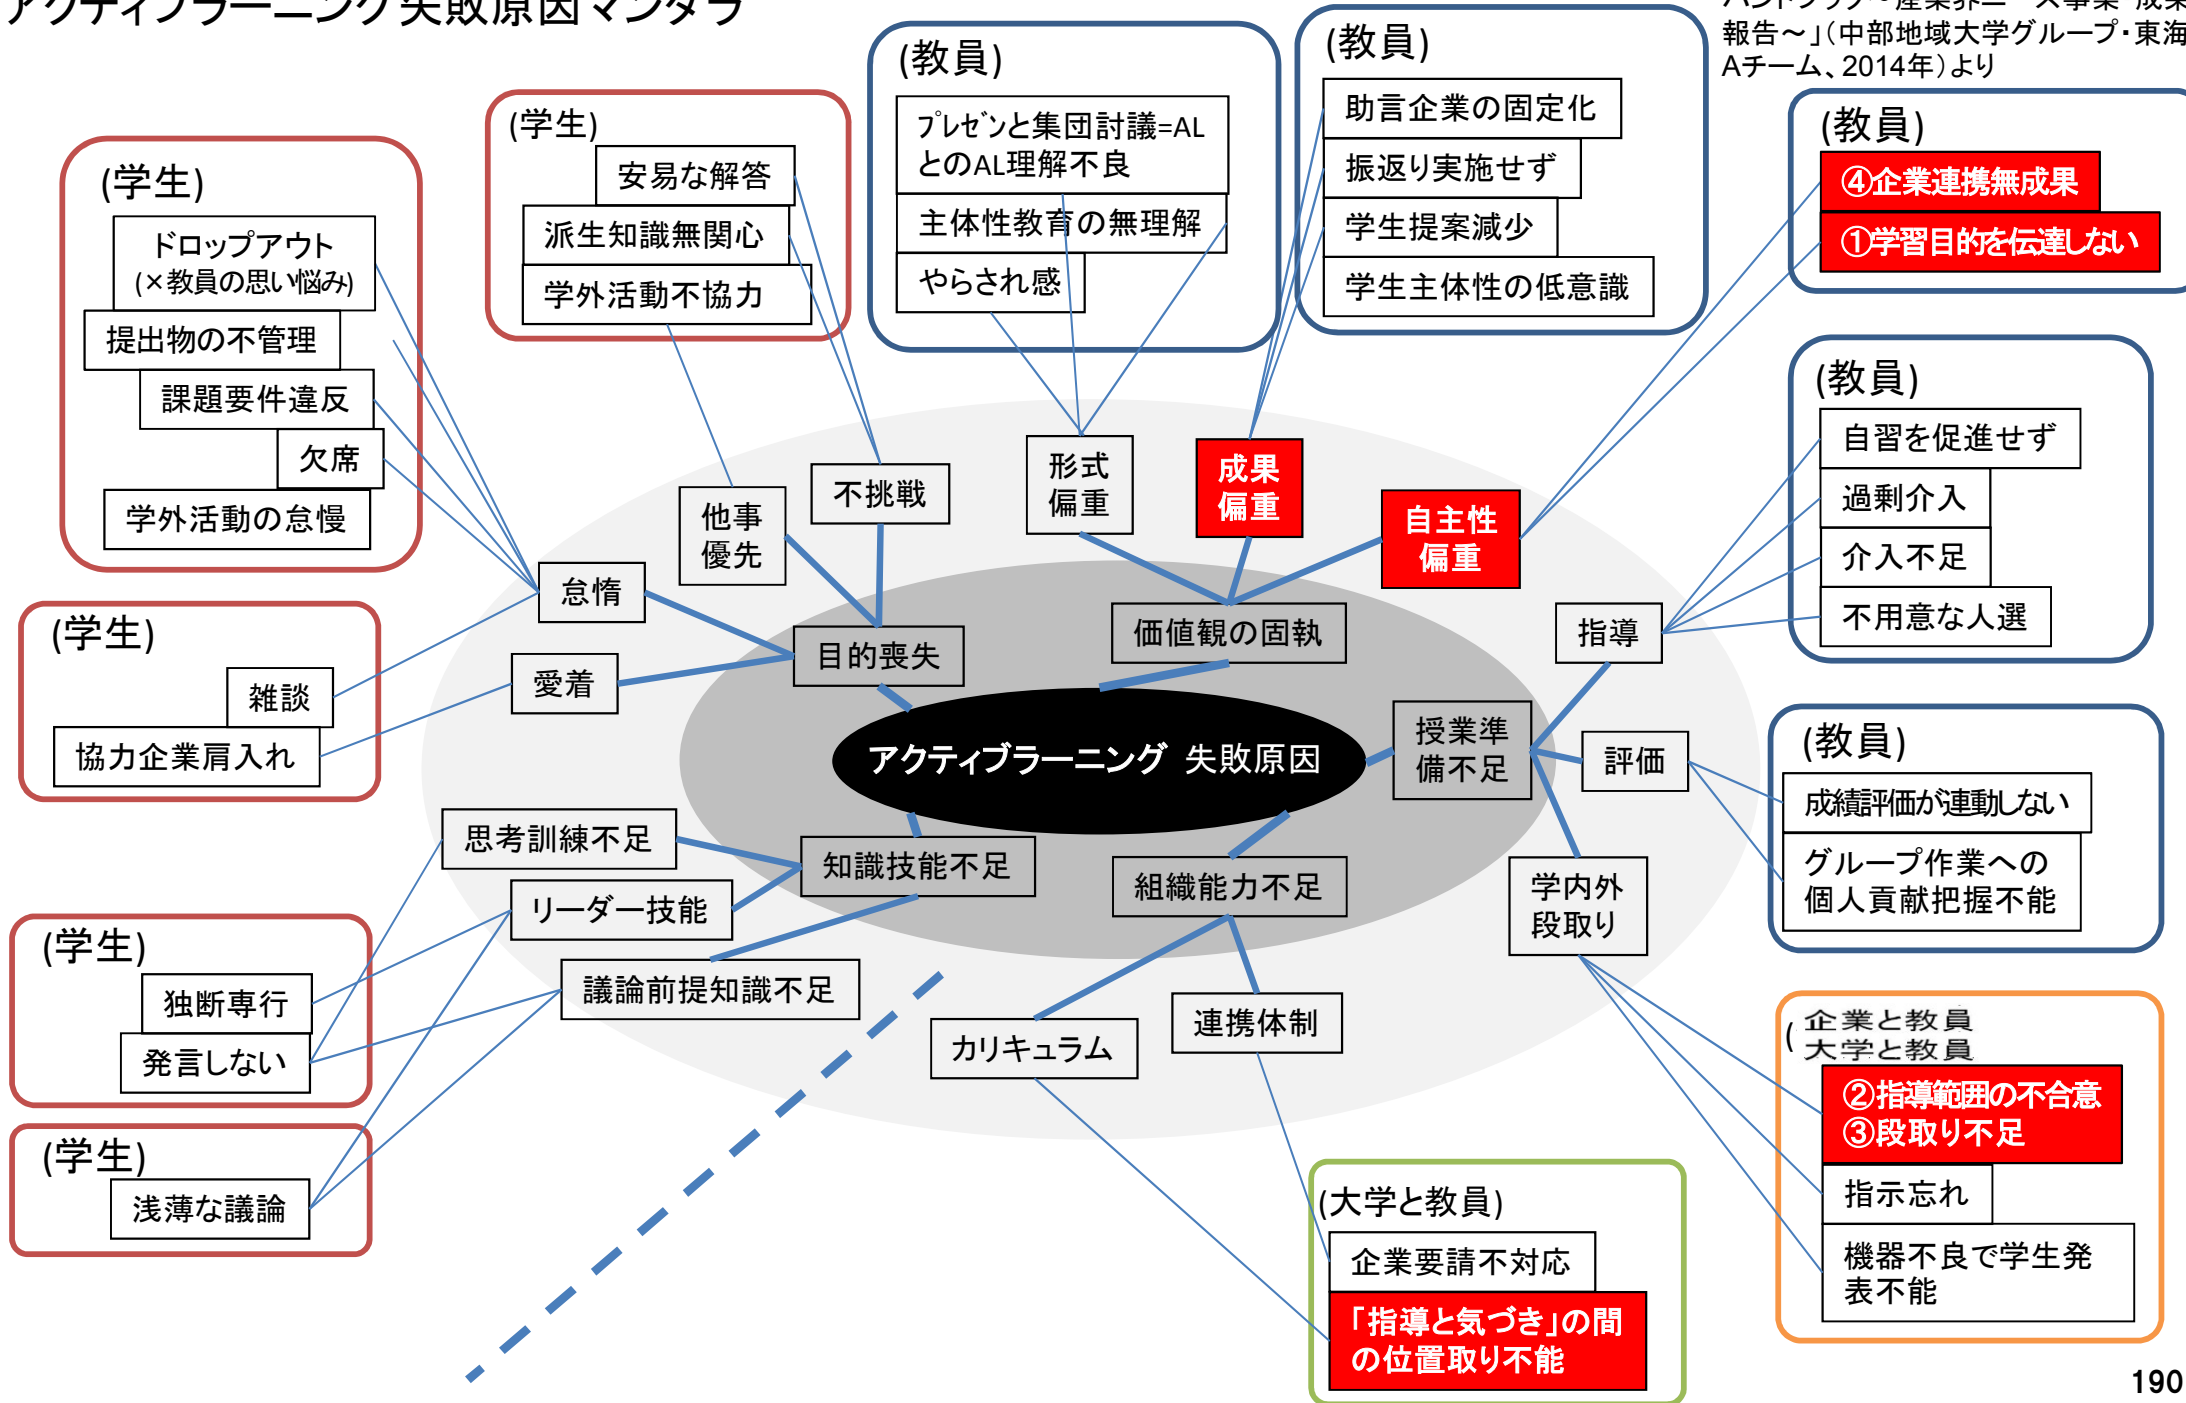 アクティブラーニング失敗原因マンダラ
ハンドブック～産業界ニーズ事業 成果
報告～」（中部地域大学グループ・東海
Aチーム、2014年）より
(学生)
ドロップアウト
(×教員の思い悩み)
提出物の不管理
課題要件違反
欠席
学外活動の怠慢
(学生)
安易な解答
派生知識無関心
学外活動不協力
(教員)
プレゼンと集団討議=AL
とのAL理解不良
主体性教育の無理解
やらされ感
(教員)
助言企業の固定化
振返り実施せず
学生提案減少
学生主体性の低意識
(教員)
④企業連携無成果
①学習目的を伝達しない
(教員)
自習を促進せず
過剰介入
介入不足
不用意な人選
(学生)
雑談
協力企業肩入れ
怠惰
愛着
他事
優先
不挑戦
形式
偏重
成果
偏重
自主性
偏重
指導
目的喪失
価値観の固執
アクティブラーニング 失敗原因
授業準
備不足
評価
(教員)
成績評価が連動しない
グループ作業への
個人貢献把握不能
思考訓練不足
リーダー技能
議論前提知識不足
知識技能不足
組織能力不足
学内外
段取り
カリキュラム
連携体制
(学生)
独断専行
発言しない
(学生)
浅薄な議論
(大学と教員)
企業要請不対応
「指導と気づき」の間
の位置取り不能
(企業と教員
大学と教員
②指導範囲の不合意
③段取り不足
指示忘れ
機器不良で学生発
表不能
190